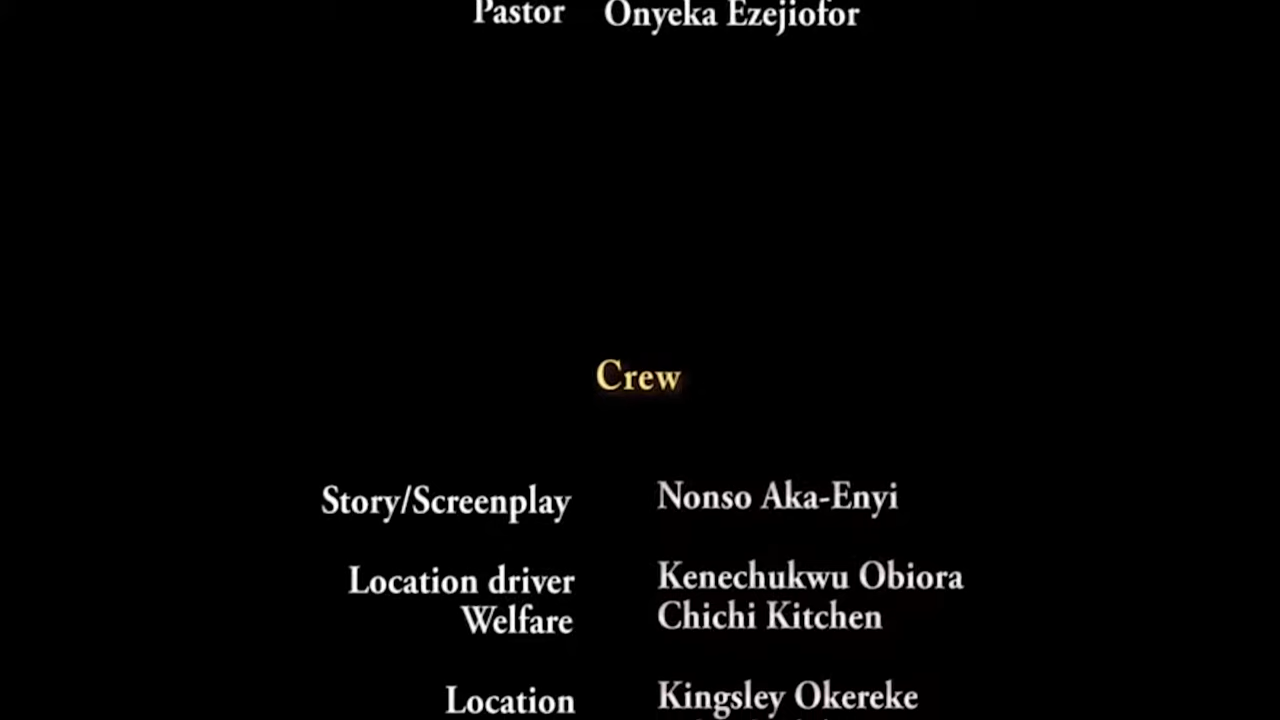 Pastor Onyeka Ezejiofor
Crew
Story/Screenplay Nonso Aka-Enyi
Location driver Kenechukwu Obiora
Welfare Chichi Kitchen
Location Kingsley Okereke